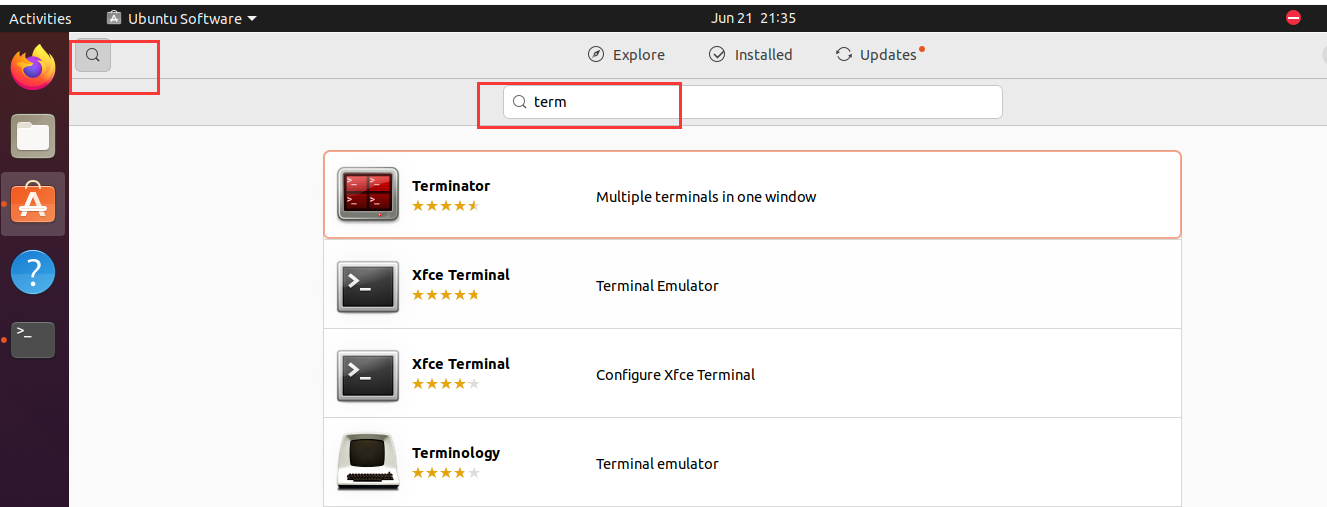 Activities Ubuntu Software Jun 21 21:35
Explore Installed Updates
term
Terminator
Multiple terminals in one window
Xfce Terminal
Terminal Emulator
Xfce Terminal
Configure Xfce Terminal
Terminology
Terminal emulator